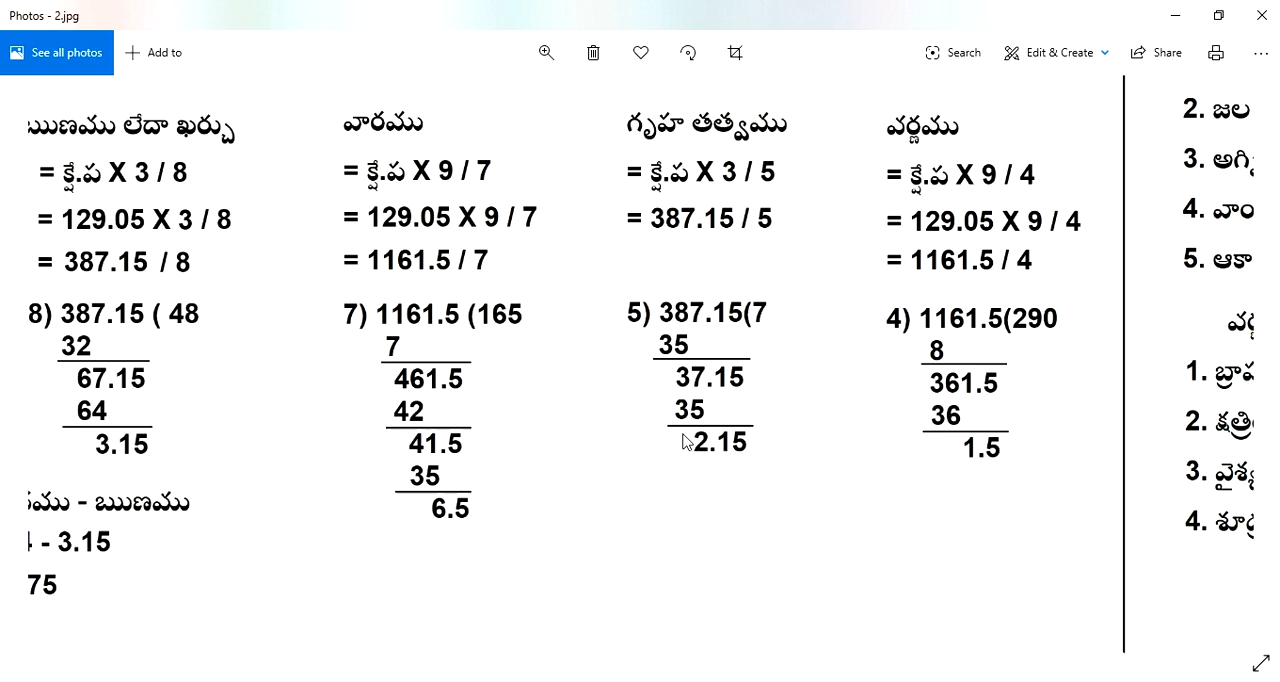 Photos - 2.jpg
See all photos
Add to
Search
Edit & Create
Share
ఋణము లేదా ఖర్చు
= క్షే.ప X 3 / 8
= 129.05 X 3 / 8
= 387.15 / 8
8) 387.15 ( 48
32
67.15
64
3.15
- ఋణము
- 3.15
75
వారము
= క్షే.ప X 9 / 7
= 129.05 X 9 / 7
= 1161.5 / 7
7) 1161.5 (165
7
461.5
42
41.5
35
6.5
గృహ తత్వము
= క్షే.ప X 3 / 5
= 387.15 / 5
5) 387.15(7
35
37.15
35
2.15
వర్ణము
= క్షే.ప X 9 / 4
= 129.05 X 9 / 4
= 1161.5 / 4
4) 1161.5(290
8
361.5
36
1.5
2. జల
3.
4.
5. ఆకా
1.
2.
3.
4.